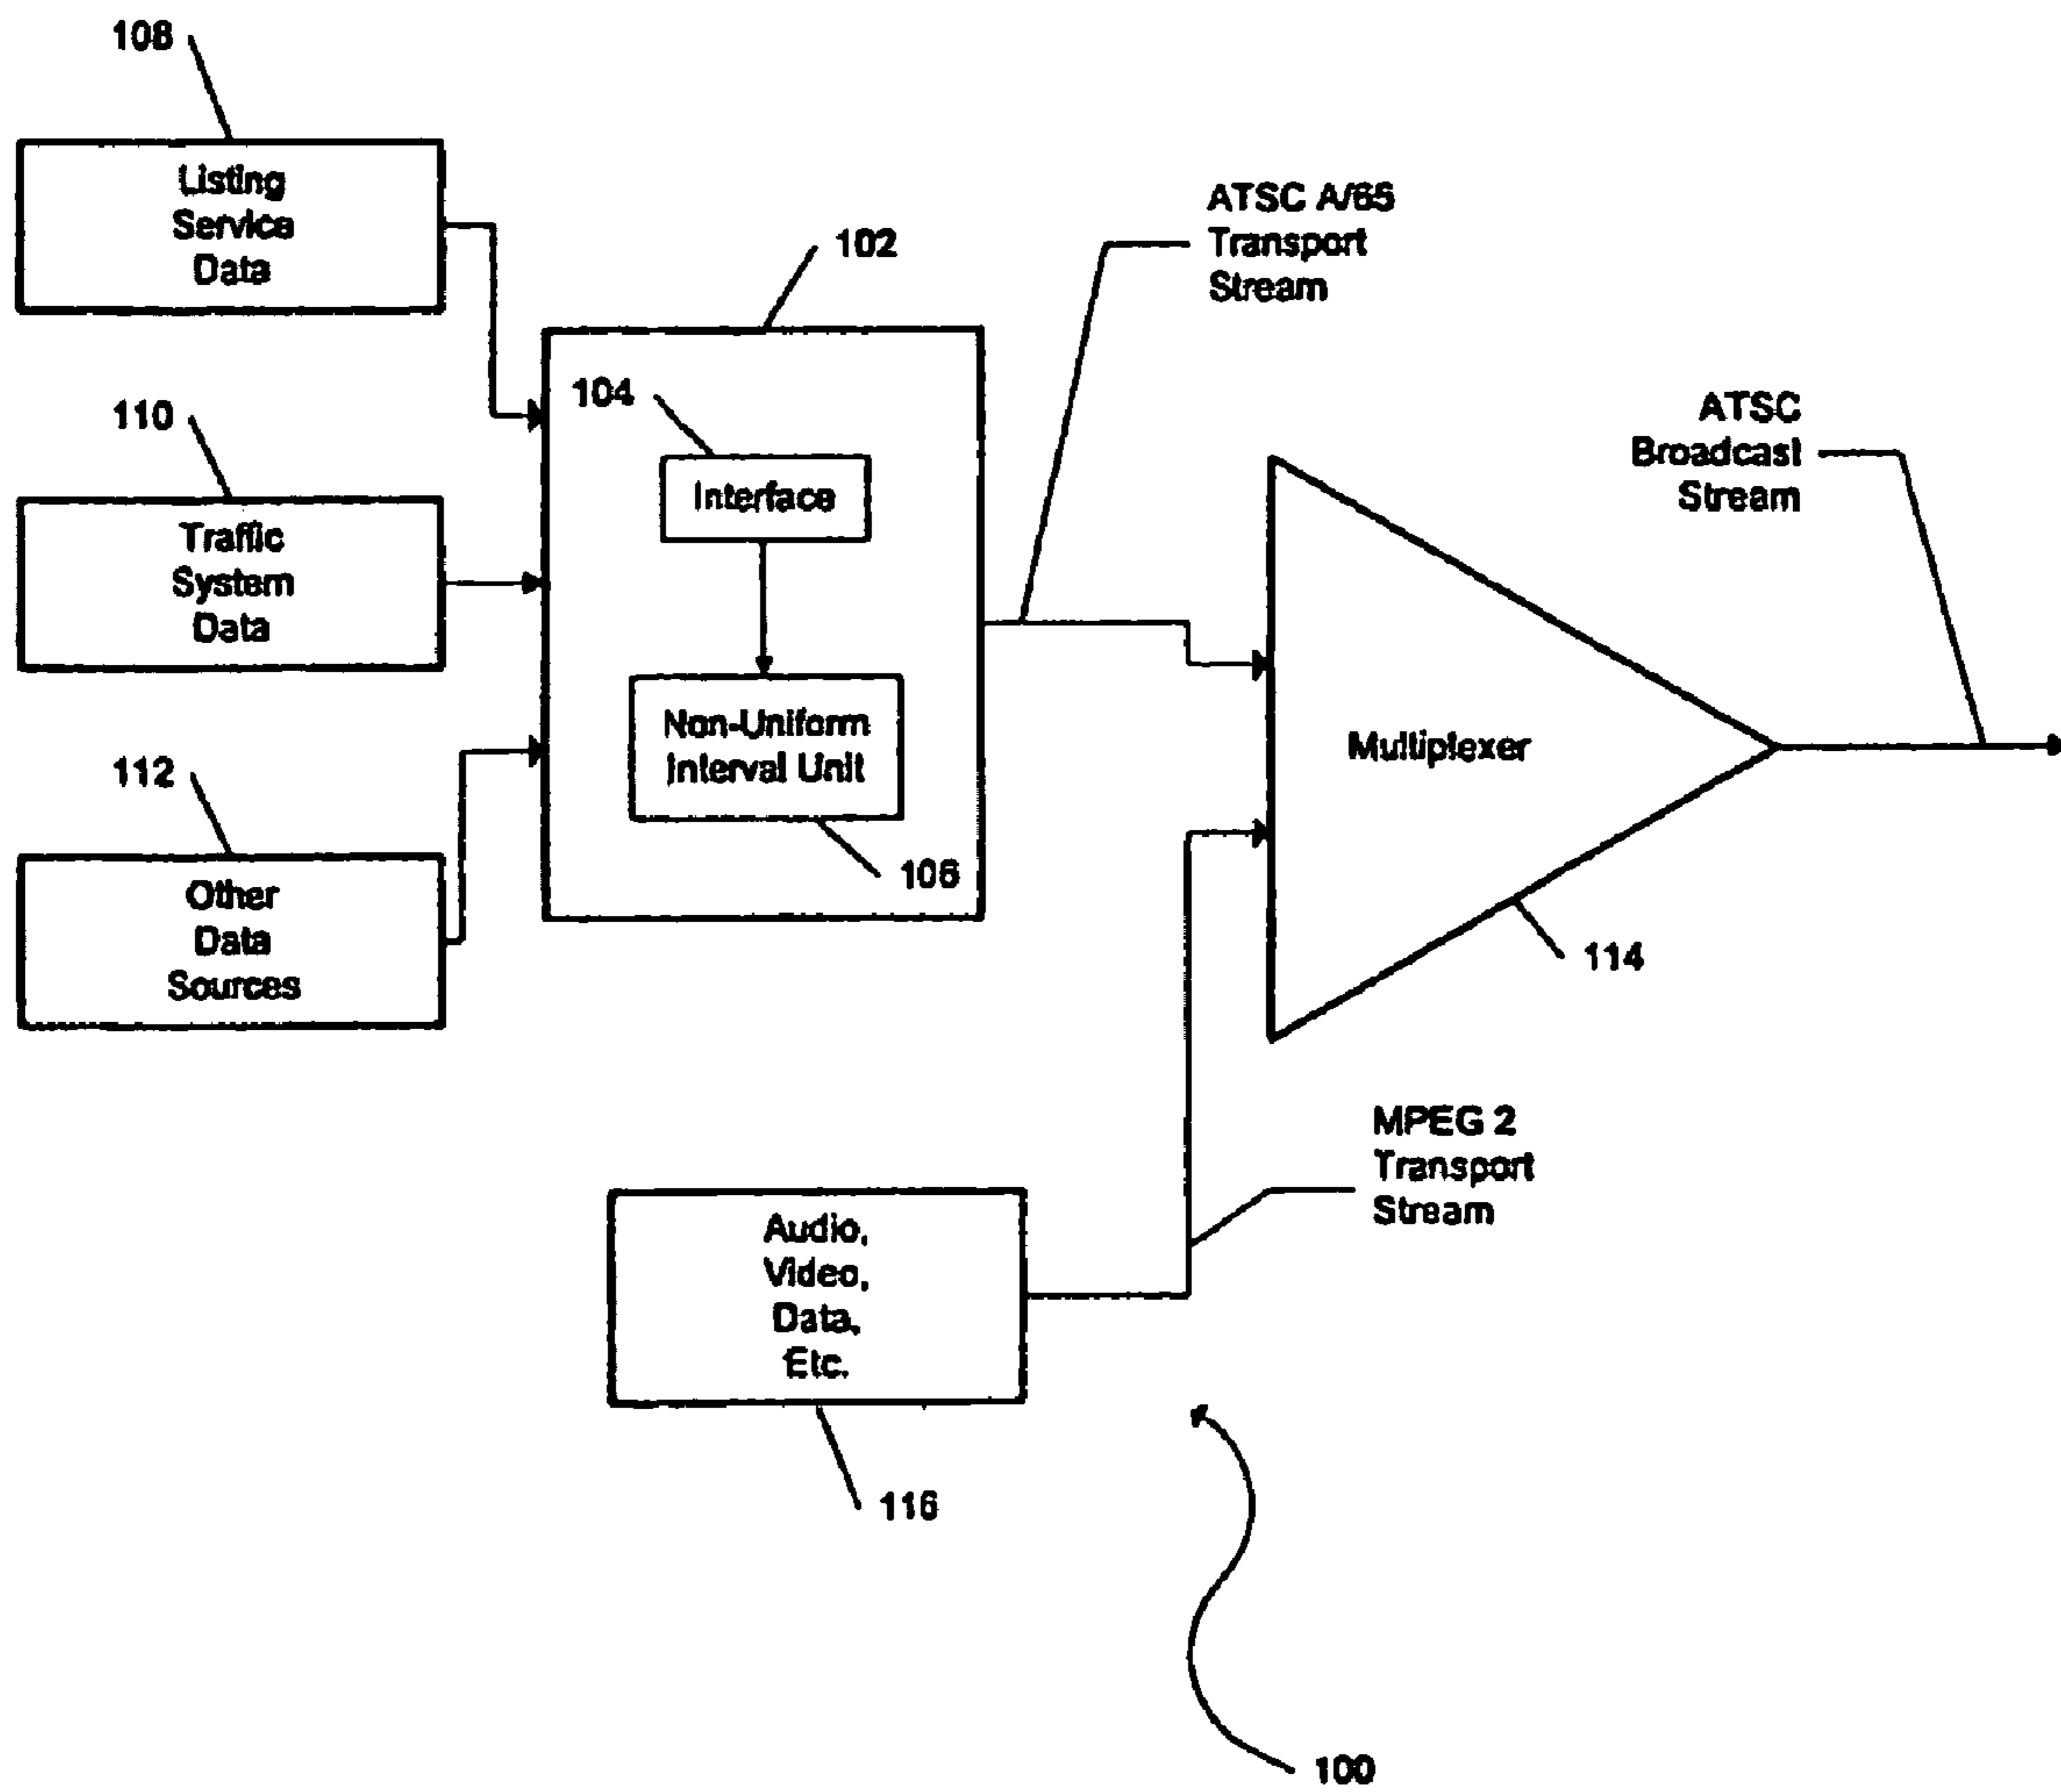 108
Listing
Service
Data
102
ATSC A/65
Transport
Stream
104
Interface
110
Traffic
System
Data
ATSC
Broadcast
Stream
Non-Uniform
Interval Unit
106
112
Other
Data
Sources
Multiplexer
114
MPEG 2
Transport
Stream
Audio,
Video,
Data,
Etc.
116
100